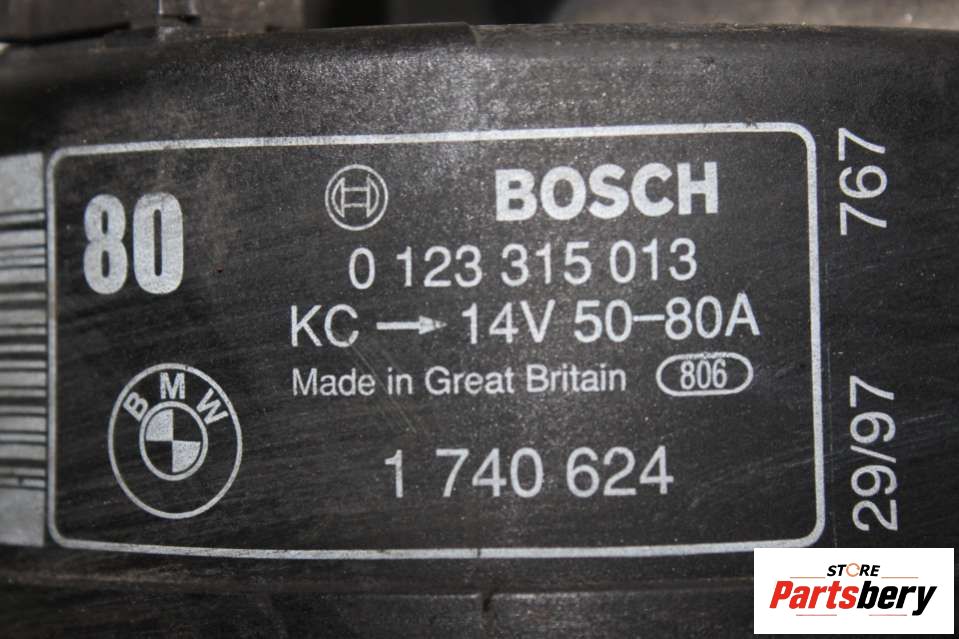 80
BOSCH
0 123 315 013
KC → 14V 50-80A
Made in Great Britain 806
BMW
1 740 624
767
29/97
STORE
Partsbery